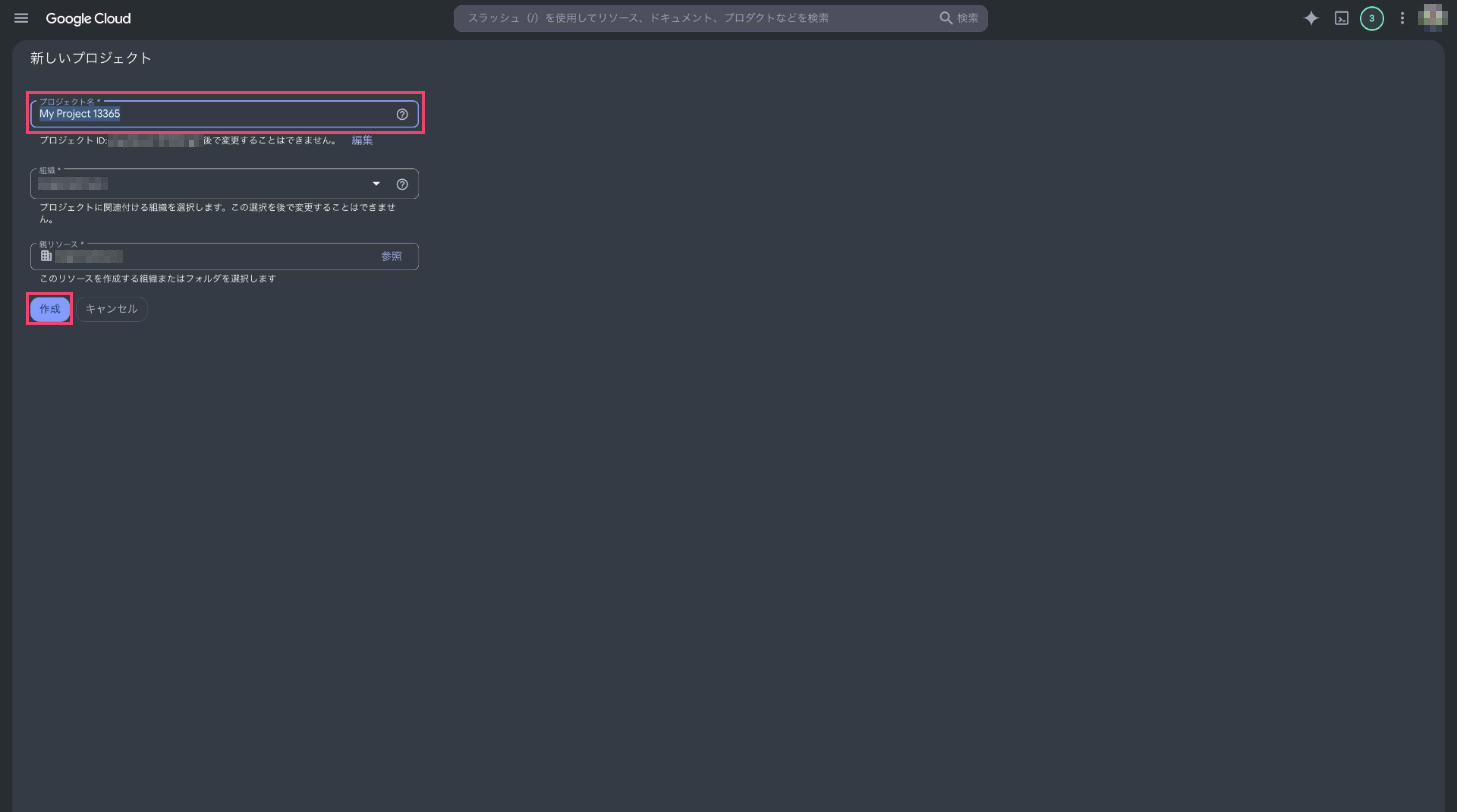 Google Cloud
スラッシュ（/）を使用してリソース、ドキュメント、プロダクトなどを検索
検索
3
新しいプロジェクト
プロジェクト名 *
My Project 13365
プロジェクト ID:
後で変更することはできません。
編集
組織 *
プロジェクトに関連付ける組織を選択します。この選択を後で変更することはできませ
ん。
親リソース *
参照
このリソースを作成する組織またはフォルダを選択します
作成
キャンセル